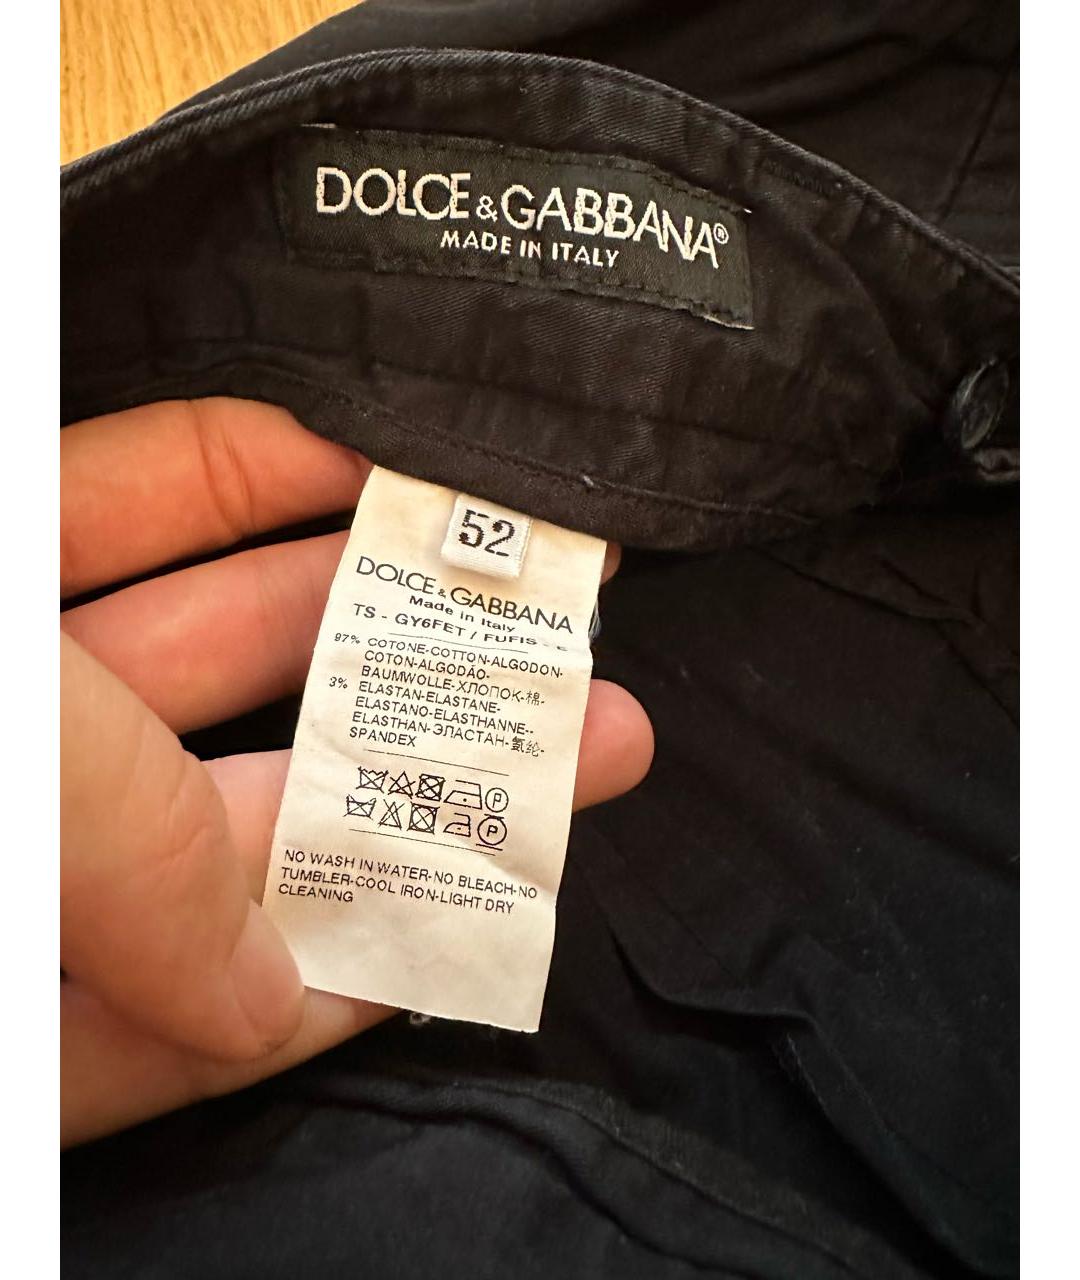 DOLCE&GABBANA®
MADE IN ITALY
52
DOLCE&GABBANA
Made in Italy
TS - GY6FET /
97% COTONE-COTTON-ALGODON-
COTON-ALGODÃO-
BAUMWOLLE-ХЛОПОК-棉-
3% ELASTAN-ELASTANE-
ELASTANO-ELASTHANNE--
ELASTHAN-ЭЛАСТАН-氨纶-
SPANDEX
P
P
NO WASH IN WATER-NO BLEACH-NO
TUMBLER-COOL IRON-LIGHT DRY
CLEANING